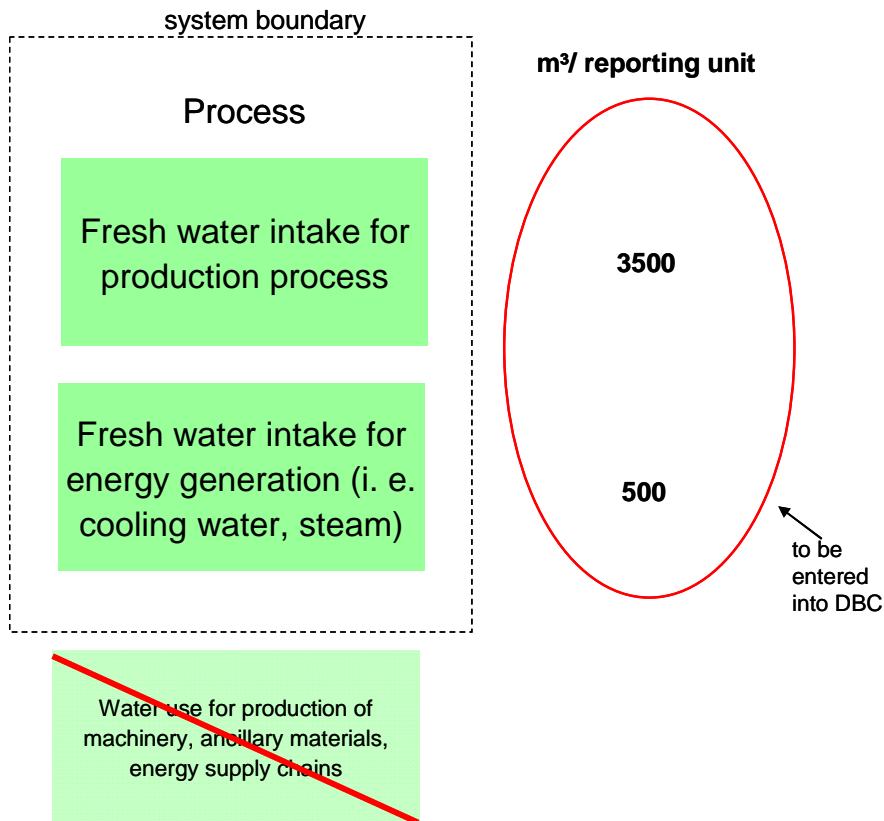 system boundary
m³/ reporting unit
Process
Fresh water intake for
production process
3500
Fresh water intake for
energy generation (i. e.
cooling water, steam)
500
to be
entered
into DBC
Water use for production of
machinery, ancillary materials,
energy supply chains